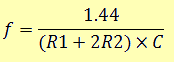 f = 1.44 / ((R1 + 2R2) × C)